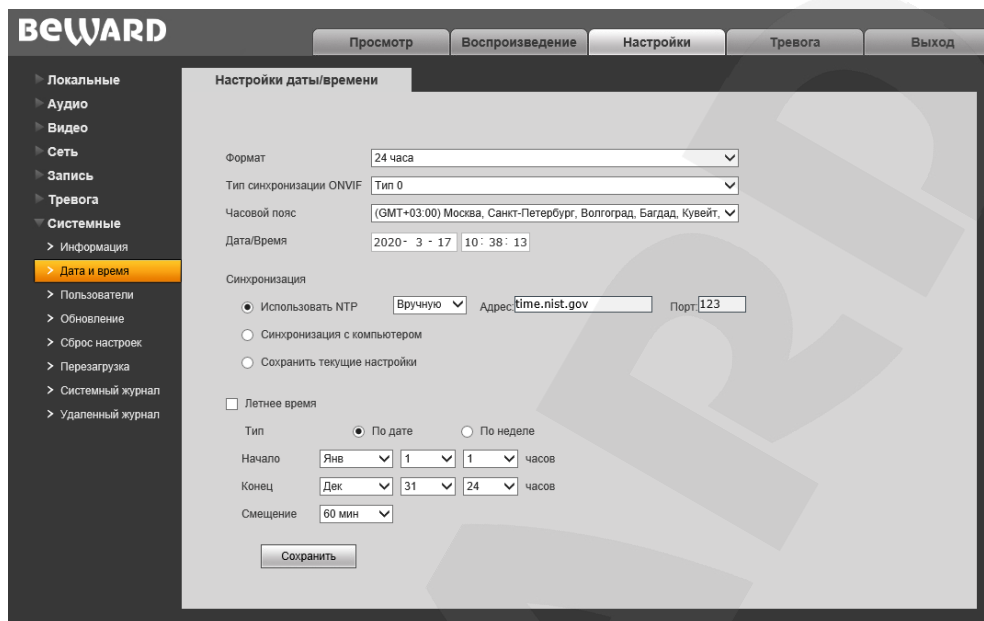 BEWARD
Просмотр Воспроизведение Настройки Тревога Выход
Локальные
Аудио
Видео
Сеть
Запись
Тревога
Системные
> Информация
> Дата и время
> Пользователи
> Обновление
> Сброс настроек
> Перезагрузка
> Системный журнал
> Удаленный журнал
Настройки даты/времени
Формат 24 часа
Тип синхронизации ONVIF Тип 0
Часовой пояс (GMT+03:00) Москва, Санкт-Петербург, Волгоград, Багдад, Кувейт,
Дата/Время 2020- 3 - 17 10: 38: 13
Синхронизация
Использовать NTP Вручную Адрес: time.nist.gov Порт: 123
Синхронизация с компьютером
Сохранить текущие настройки
Летнее время
Тип По дате По неделе
Начало Янв 1 1 часов
Конец Дек 31 24 часов
Смещение 60 мин
Сохранить